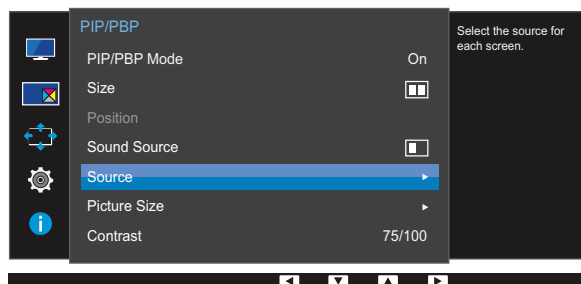 PIP/PBP
PIP/PBP Mode On
Size
Position
Sound Source
Source
Picture Size
Contrast 75/100
Select the source for
each screen.